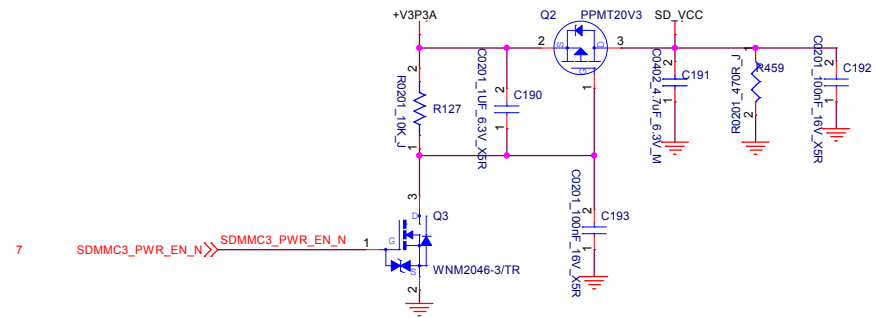 +V3P3A
Q2
PPMT20V3
SD_VCC
2
S
D
G
3
1
2
R127
R0201_10K_J
1
C0201_1UF_6.3V_X5R
2
C190
1
C0402_4.7uF_6.3V_M
2
C191
1
1
R459
R0201_470R_J
2
C0201_100nF_16V_X5R
2
C192
1
3
D
Q3
7
SDMMC3_PWR_EN_N
SDMMC3_PWR_EN_N
1
G
S
WNM2046-3/TR
2
C0201_100nF_16V_X5R
2
C193
1